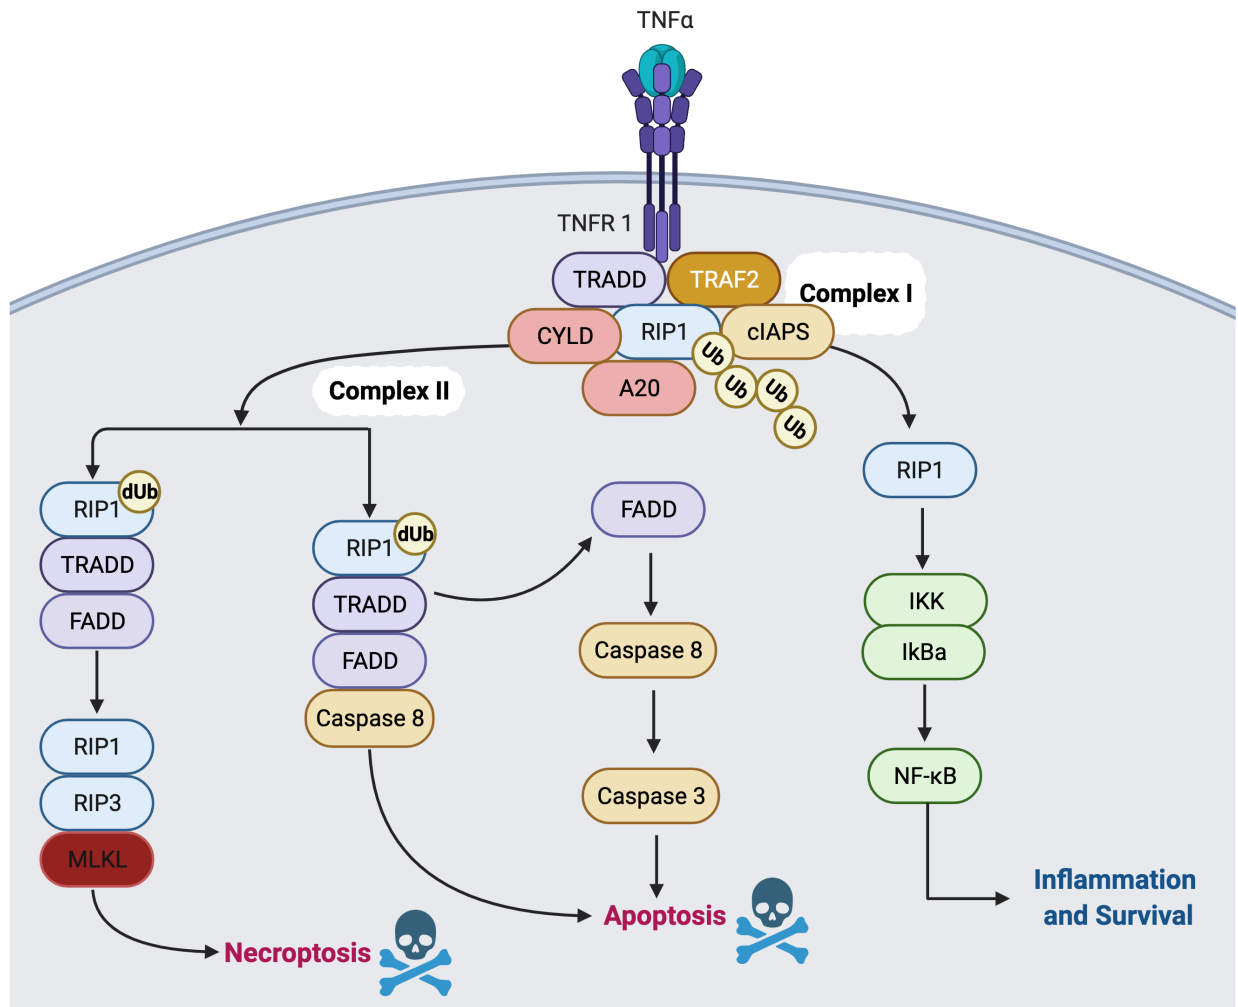 TNFα
TNFR 1
TRADD
TRAF2
Complex I
CYLD
RIP1
cIAPS
A20
Ub
Ub
Ub
Ub
Complex II
RIP1
dUb
TRADD
FADD
RIP1
RIP3
MLKL
Necroptosis
RIP1
dUb
TRADD
FADD
Caspase 8
FADD
Caspase 8
Caspase 3
Apoptosis
RIP1
IKK
IkBa
NF-κB
Inflammation
and Survival